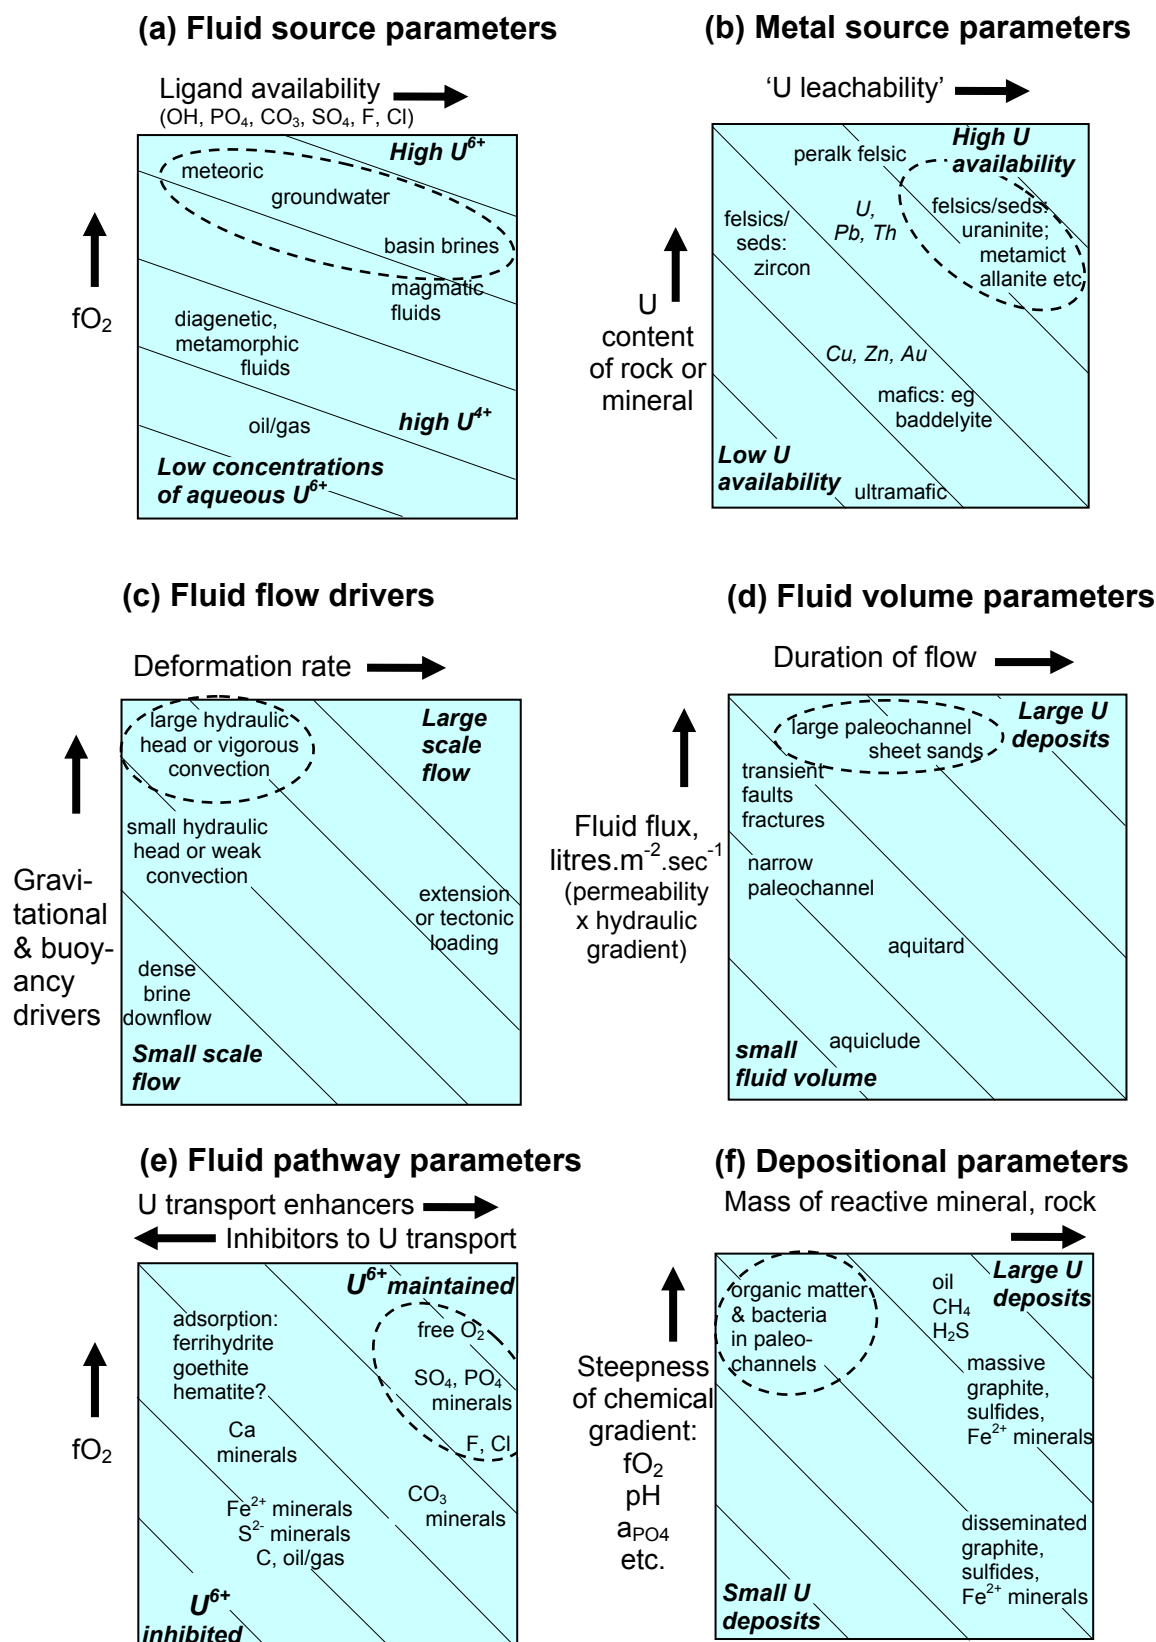 (a) Fluid source parameters
Ligand availability
(OH, PO₄, CO₃, SO₄, F, Cl)
High U⁶⁺
meteoric
groundwater
basin brines
magmatic
fluids
fO₂
diagenetic,
metamorphic
fluids
high U⁴⁺
oil/gas
Low concentrations
of aqueous U⁶⁺
(b) Metal source parameters
'U leachability'
High U
availability
peralk felsic
felsics/seds:
uraninite;
metamict
allanite etc
U,
Pb, Th
felsics/
seds:
zircon
U
content
of rock or
mineral
Cu, Zn, Au
mafics: eg
baddelyite
Low U
availability
ultramafic
(c) Fluid flow drivers
Deformation rate
large hydraulic
head or vigorous
convection
Large
scale
flow
small hydraulic
head or weak
convection
Gravi-
tational
& buoy-
ancy
drivers
extension
or tectonic
loading
dense
brine
downflow
Small scale
flow
(d) Fluid volume parameters
Duration of flow
large paleochannel
sheet sands
Large U
deposits
transient
faults
fractures
Fluid flux,
litres.m⁻².sec⁻¹
(permeability
x hydraulic
gradient)
narrow
paleochannel
aquitard
aquiclude
small
fluid volume
(e) Fluid pathway parameters
U transport enhancers
Inhibitors to U transport
U⁶⁺ maintained
adsorption:
ferrihydrite
goethite
hematite?
free O₂
SO₄, PO₄
minerals
F, Cl
fO₂
Ca
minerals
CO₃
minerals
Fe²⁺ minerals
S²⁻ minerals
C, oil/gas
U⁶⁺
inhibited
(f) Depositional parameters
Mass of reactive mineral, rock
organic matter
& bacteria
in paleo-
channels
oil
CH₄
H₂S
Large U
deposits
Steepness
of chemical
gradient:
fO₂
pH
aPO4
etc.
massive
graphite,
sulfides,
Fe²⁺ minerals
disseminated
graphite,
sulfides,
Fe²⁺ minerals
Small U
deposits